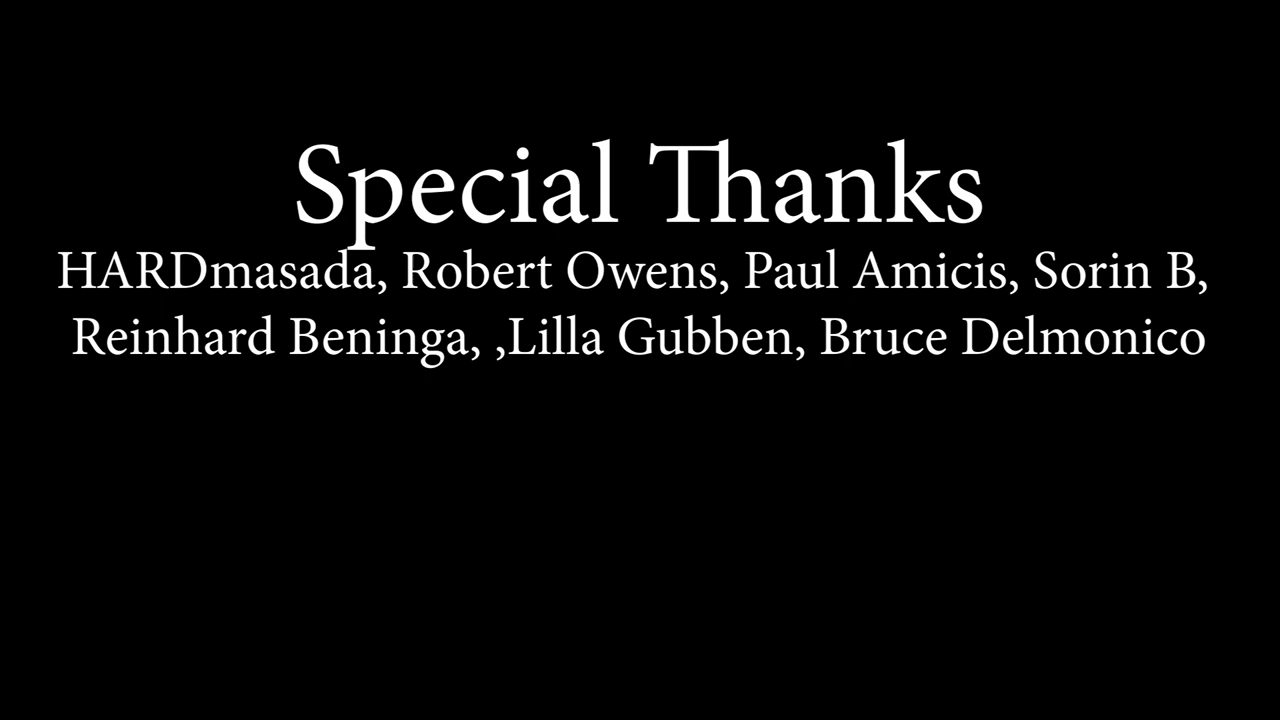 Special Thanks
HARDmasada, Robert Owens, Paul Amicis, Sorin B,
Reinhard Beninga, ,Lilla Gubben, Bruce Delmonico